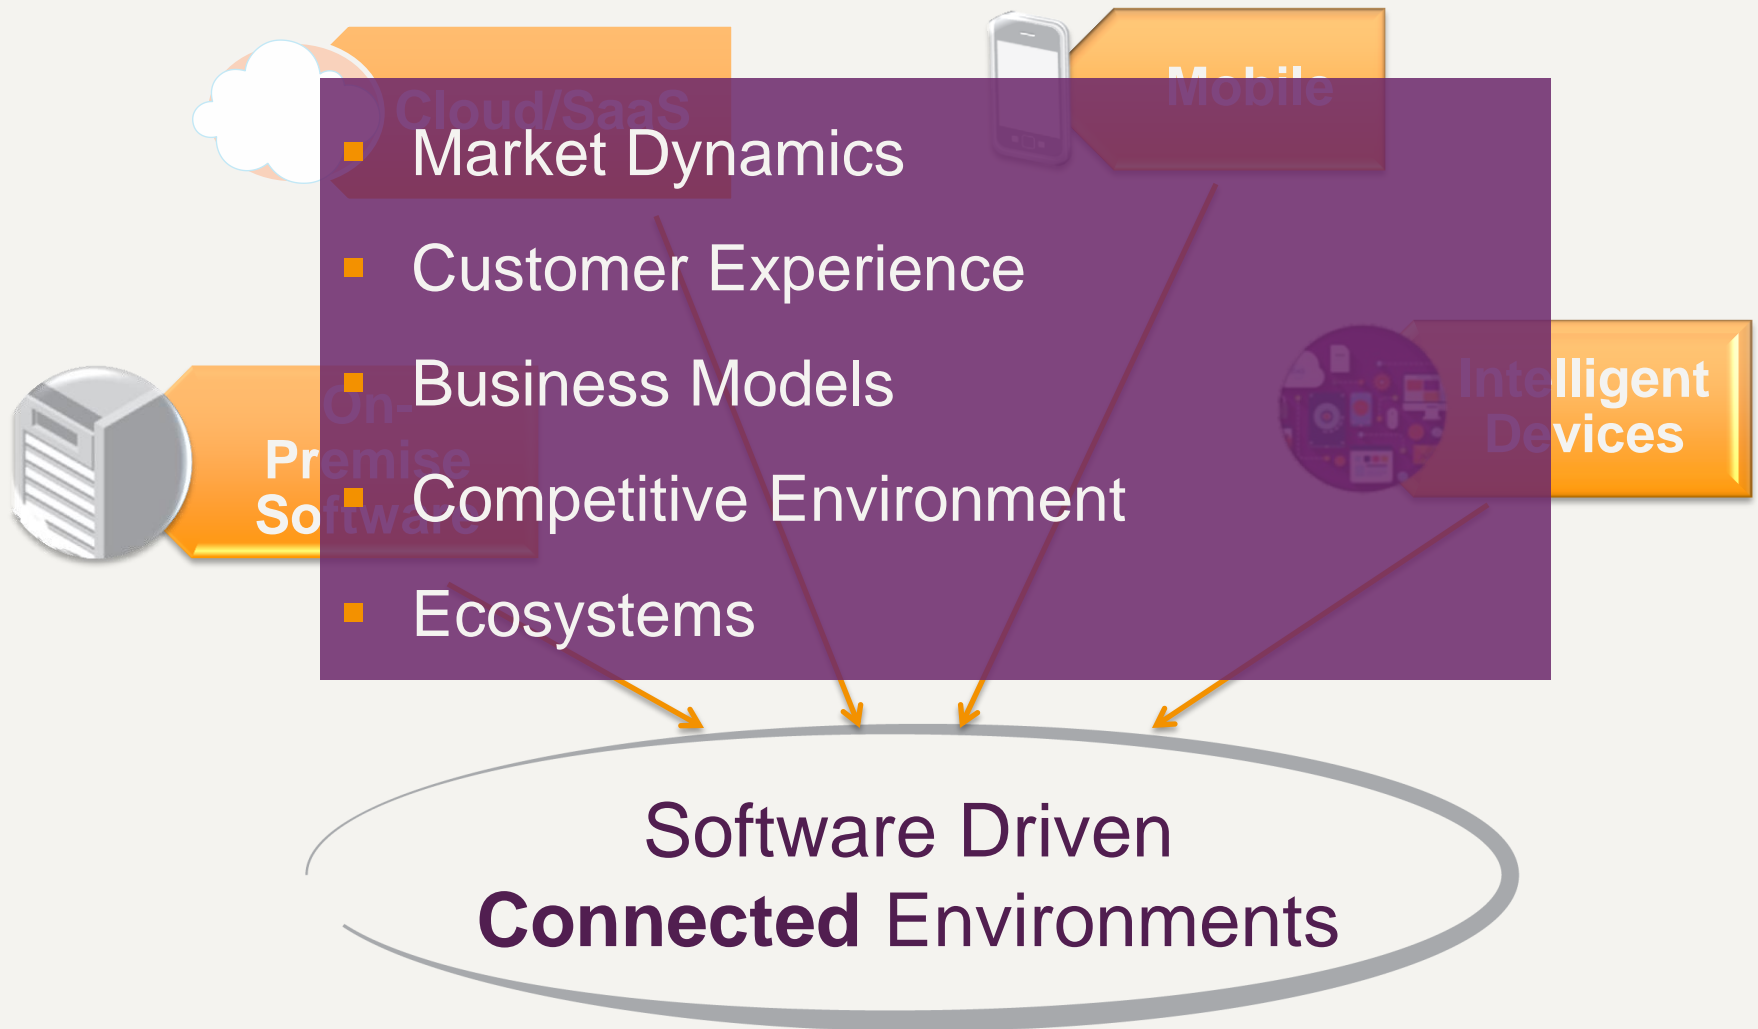 Cloud/SaaS
Mobile
Market Dynamics
Customer Experience
Business Models
Competitive Environment
Ecosystems
On-
Premise
Software
Intelligent
Devices
Software Driven
Connected Environments